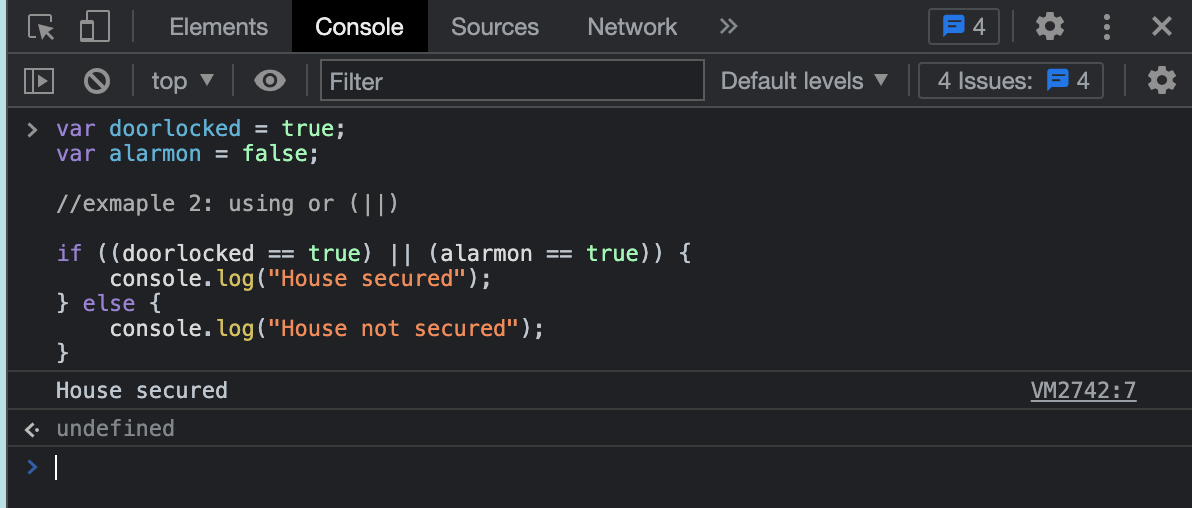 Elements Console Sources Network » 4
top ▼ Filter Default levels ▼ 4 Issues: 4
> var doorlocked = true;
var alarmon = false;
//exmaple 2: using or (||)
if ((doorlocked == true) || (alarmon == true)) {
    console.log("House secured");
} else {
    console.log("House not secured");
}
House secured VM2742:7
undefined
>